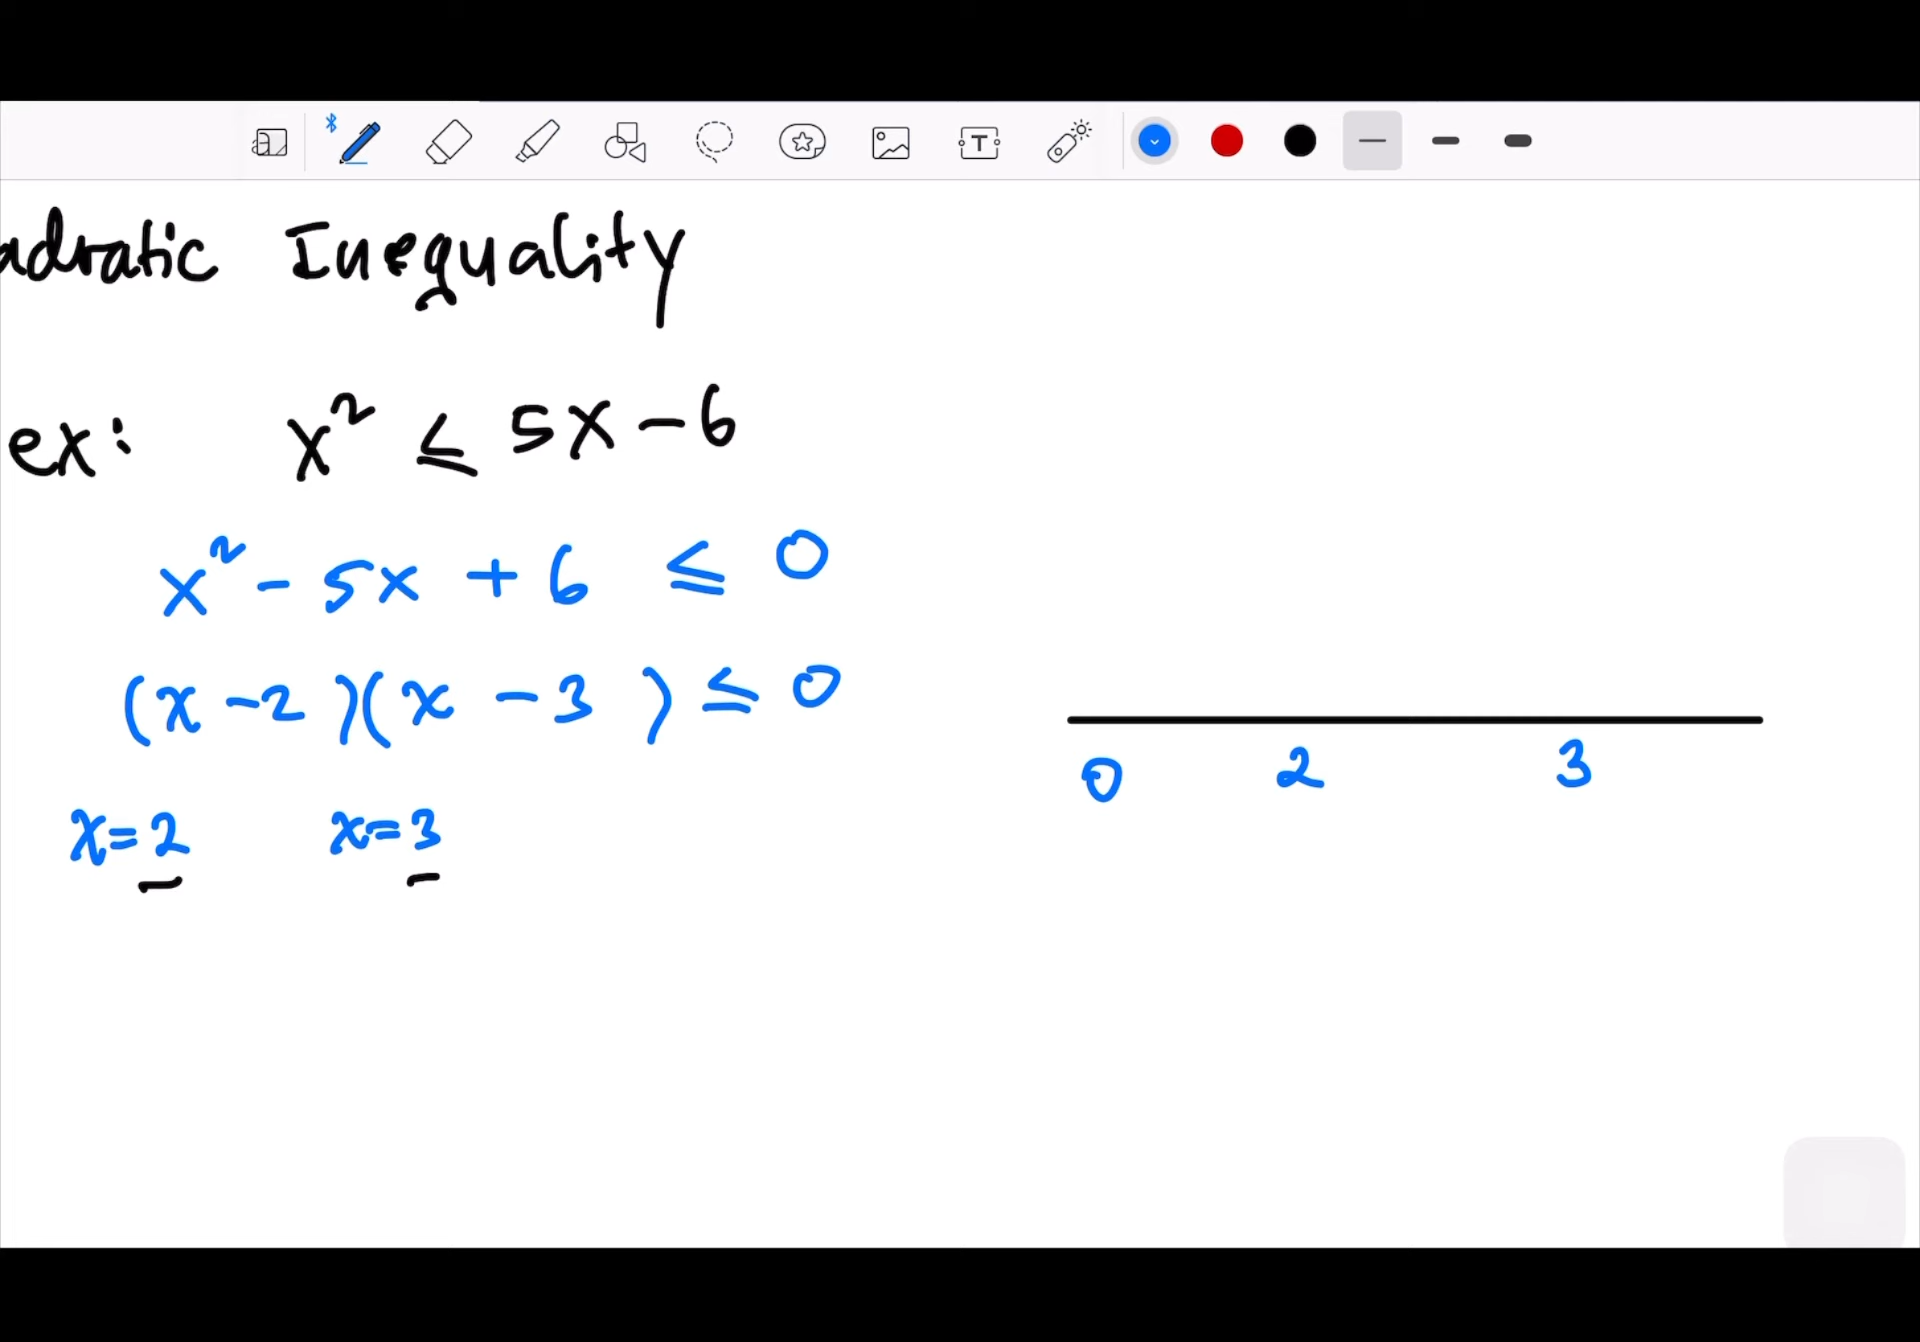 adratic Inequality
ex: x² ≤ 5x - 6
x² - 5x + 6 ≤ 0
(x - 2)(x - 3) ≤ 0
0 2 3
x = 2 x = 3